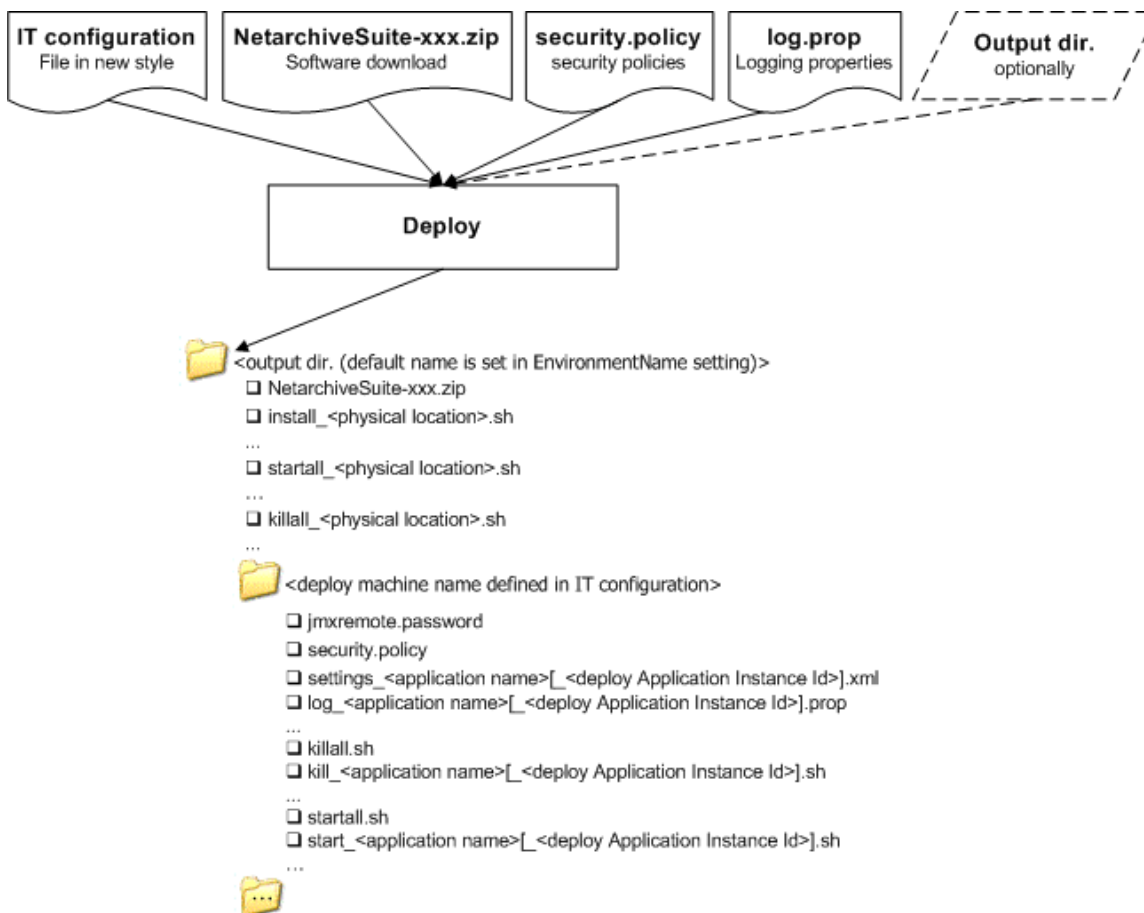 IT configuration
File in new style
NetarchiveSuite-xxx.zip
Software download
security.policy
security policies
log.prop
Logging properties
Output dir.
optionally
Deploy
<output dir. (default name is set in EnvironmentName setting)>
NetarchiveSuite-xxx.zip
install_<physical location>.sh
...
startall_<physical location>.sh
...
killall_<physical location>.sh
...
<deploy machine name defined in IT configuration>
jmxremote.password
security.policy
settings_<application name>[_<deploy Application Instance Id>].xml
log_<application name>[_<deploy Application Instance Id>].prop
...
killall.sh
kill_<application name>[_<deploy Application Instance Id>].sh
...
startall.sh
start_<application name>[_<deploy Application Instance Id>].sh
...
...